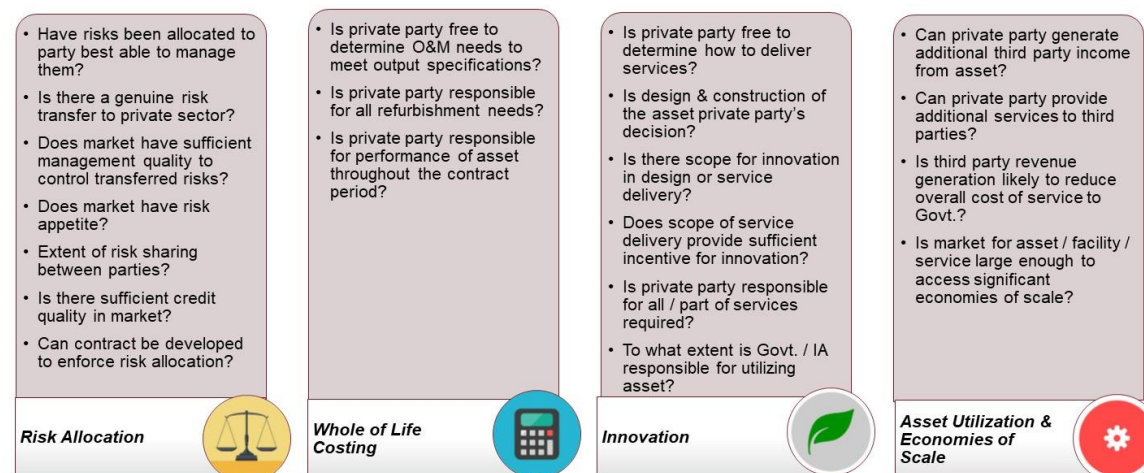 • Have risks been allocated to
party best able to manage
them?
• Is there a genuine risk
transfer to private sector?
• Does market have sufficient
management quality to
control transferred risks?
• Does market have risk
appetite?
• Extent of risk sharing
between parties?
• Is there sufficient credit
quality in market?
• Can contract be developed
to enforce risk allocation?
Risk Allocation
• Is private party free to
determine O&M needs to
meet output specifications?
• Is private party responsible
for all refurbishment needs?
• Is private party responsible
for performance of asset
throughout the contract
period?
Whole of Life
Costing
• Is private party free to
determine how to deliver
services?
• Is design & construction of
the asset private party's
decision?
• Is there scope for innovation
in design or service
delivery?
• Does scope of service
delivery provide sufficient
incentive for innovation?
• Is private party responsible
for all / part of services
required?
• To what extent is Govt. / IA
responsible for utilizing
asset?
Innovation
• Can private party generate
additional third party income
from asset?
• Can private party provide
additional services to third
parties?
• Is third party revenue
generation likely to reduce
overall cost of service to
Govt.?
• Is market for asset / facility /
service large enough to
access significant
economies of scale?
Asset Utilization &
Economies of
Scale